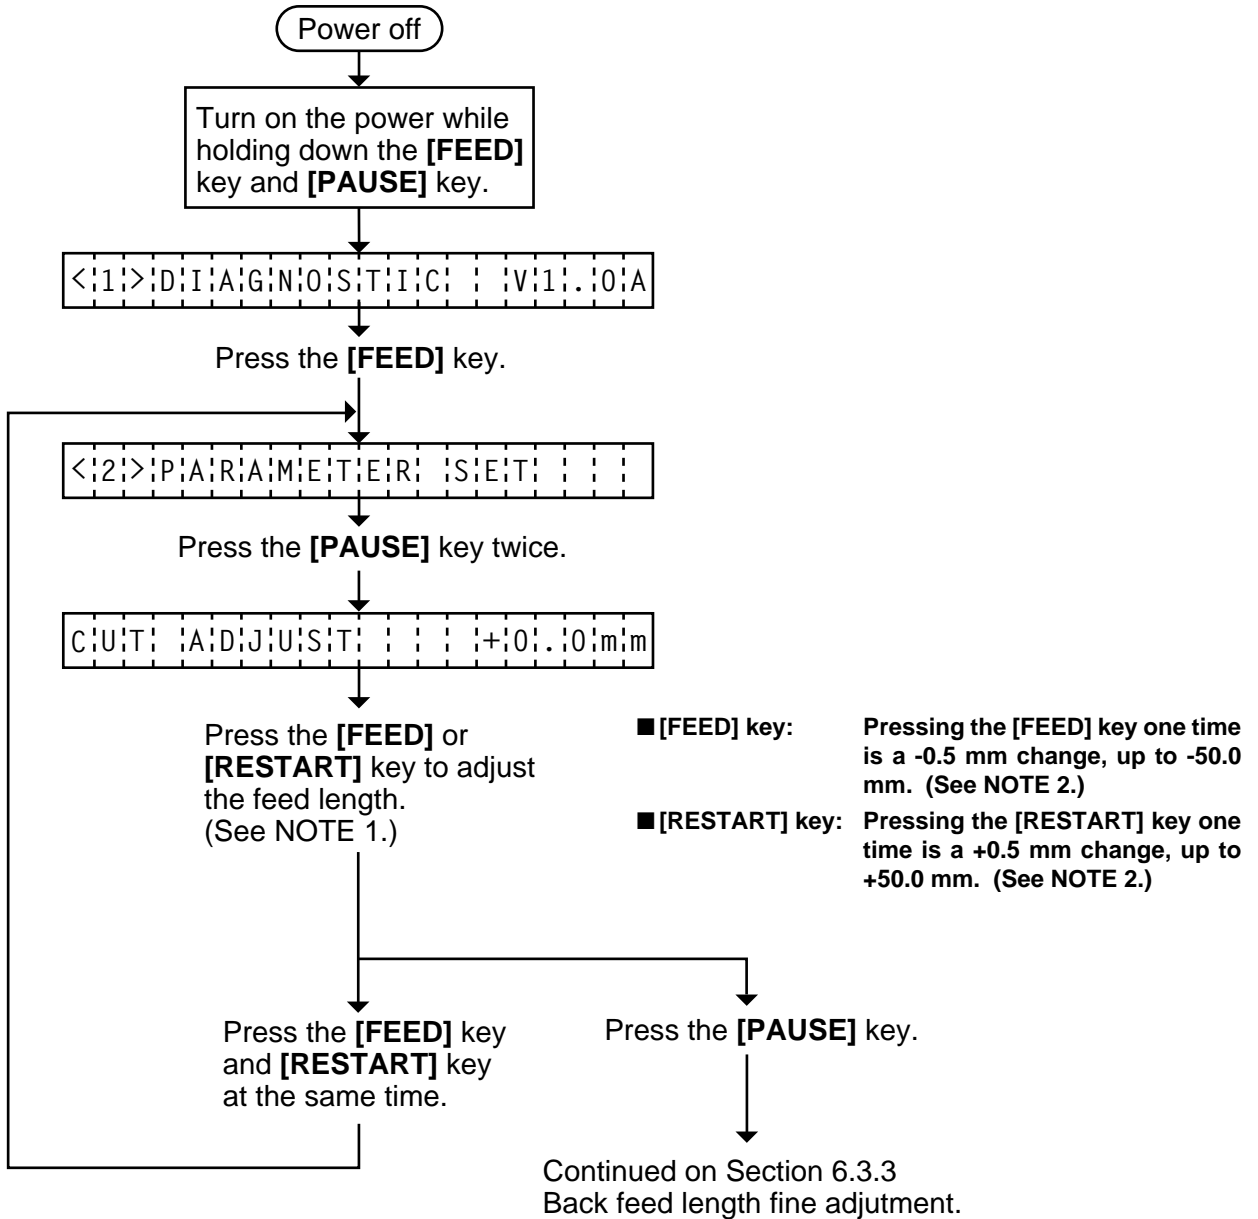 Power off
Turn on the power while
holding down the [FEED]
key and [PAUSE] key.
<1>DIAGNOSTIC  V1.0A
Press the [FEED] key.
<2>PARAMETER SET
Press the [PAUSE] key twice.
CUT ADJUST    +0.0mm
Press the [FEED] or
[RESTART] key to adjust
the feed length.
(See NOTE 1.)
■ [FEED] key: Pressing the [FEED] key one time
is a -0.5 mm change, up to -50.0
mm. (See NOTE 2.)
■ [RESTART] key: Pressing the [RESTART] key one
time is a +0.5 mm change, up to
+50.0 mm. (See NOTE 2.)
Press the [FEED] key
and [RESTART] key
at the same time.
Press the [PAUSE] key.
Continued on Section 6.3.3
Back feed length fine adjutment.